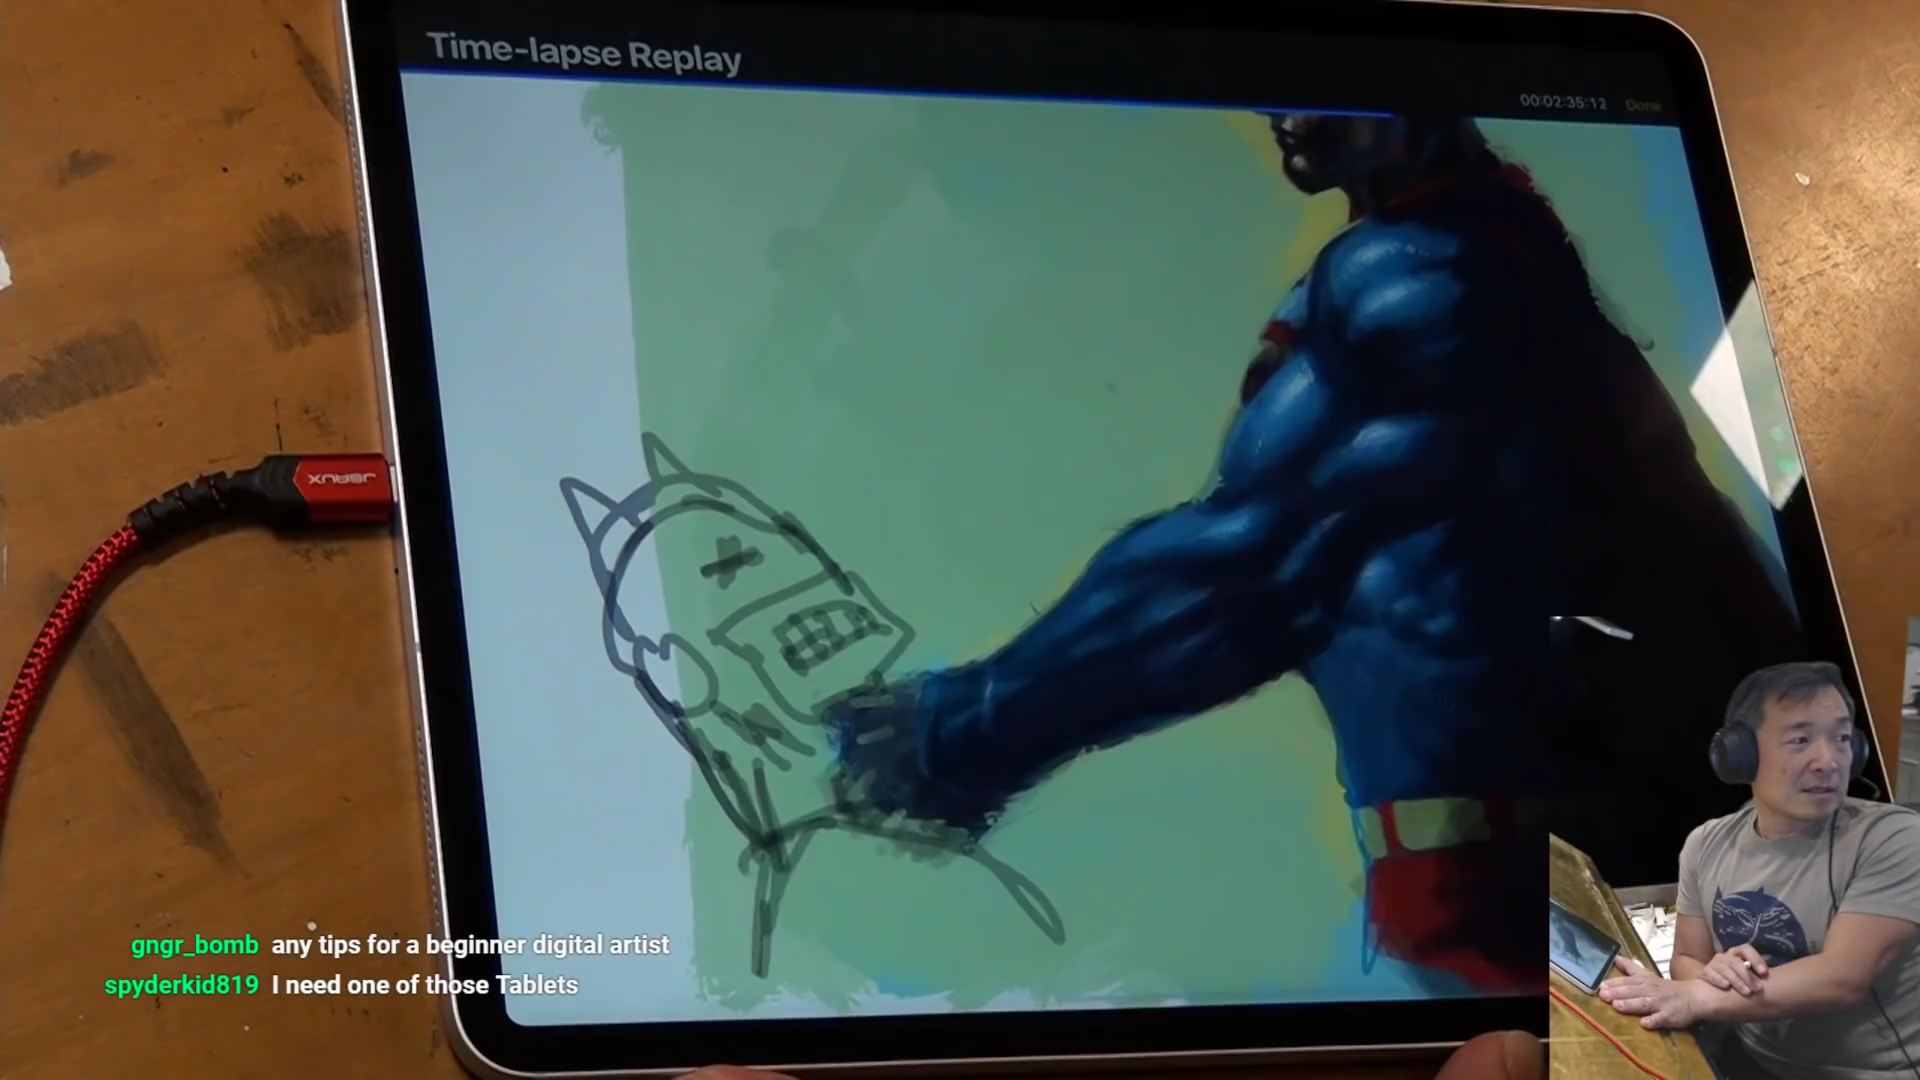 Time-lapse Replay
00:02:35:12 Done
JSAUX
gngr_bomb any tips for a beginner digital artist
spyderkid819 I need one of those Tablets